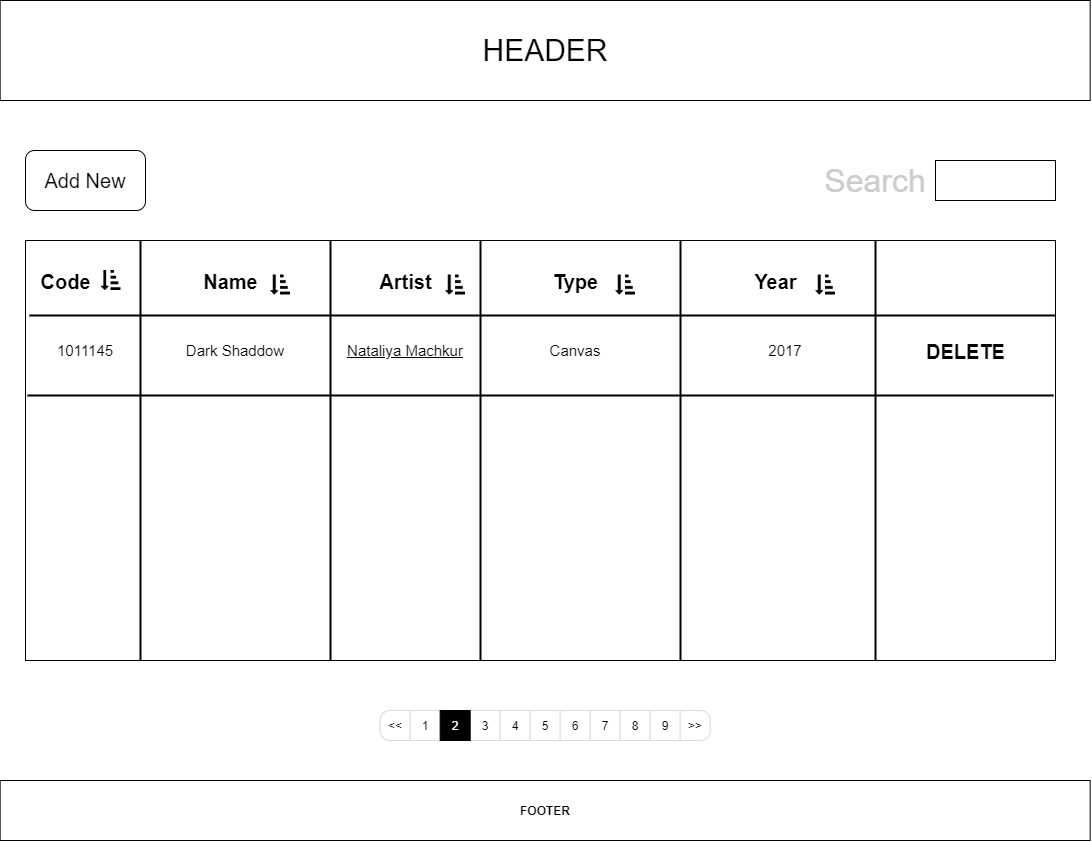 HEADER
Add New
Search
Code Name Artist Type Year
1011145 Dark Shaddow Nataliya Machkur Canvas 2017 DELETE
<< 1 2 3 4 5 6 7 8 9 >>
FOOTER